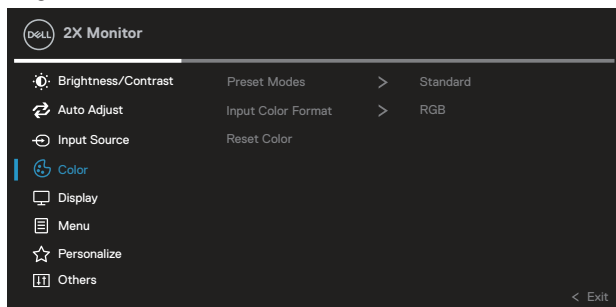 DELL 2X Monitor
Brightness/Contrast Preset Modes > Standard
Auto Adjust Input Color Format > RGB
Input Source Reset Color
Color
Display
Menu
Personalize
Others
< Exit